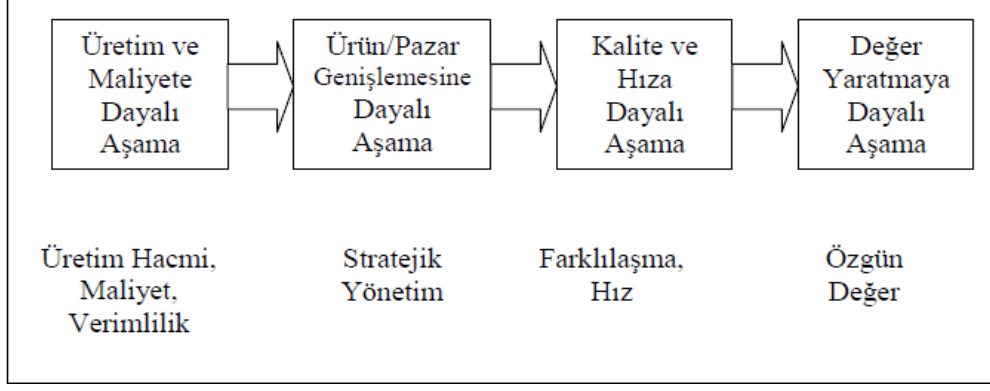 Üretim ve
Maliyete
Dayalı
Aşama
Ürün/Pazar
Genişlemesine
Dayalı
Aşama
Kalite ve
Hıza
Dayalı
Aşama
Değer
Yaratmaya
Dayalı
Aşama
Üretim Hacmi,
Maliyet,
Verimlilik
Stratejik
Yönetim
Farklılaşma,
Hız
Özgün
Değer